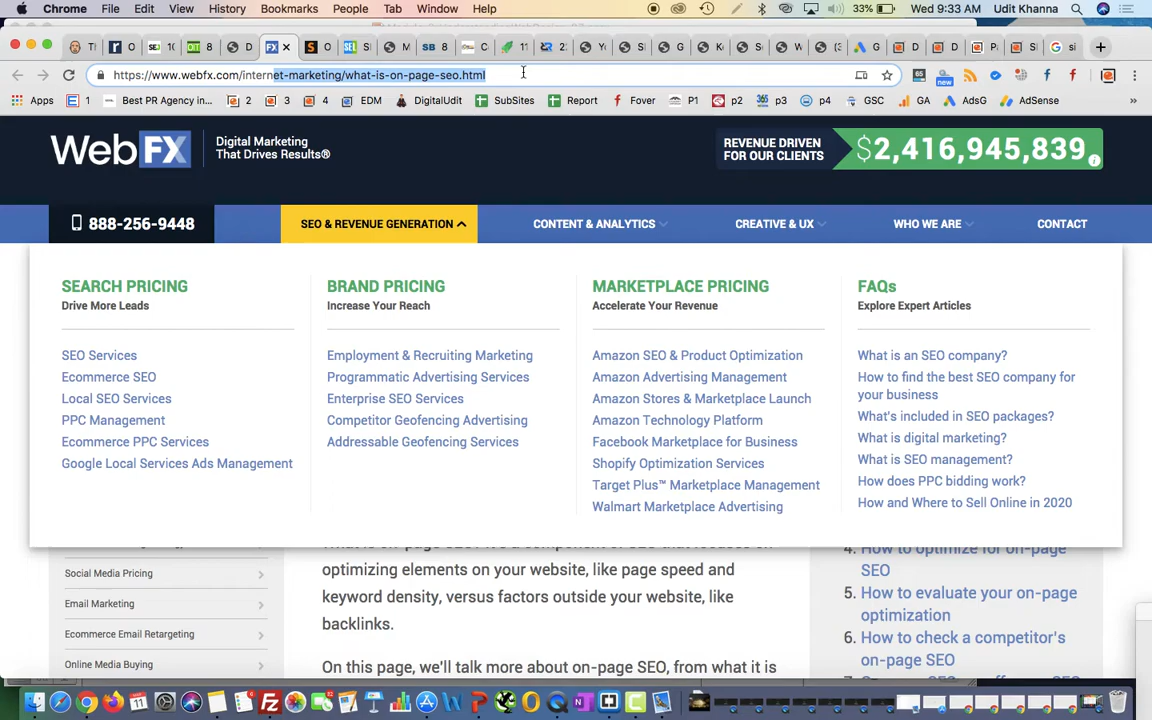 Chrome File Edit View History Bookmarks People Tab Window Help 33% Wed 9:33 AM Udit Khanna
https://www.webfx.com/internet-marketing/what-is-on-page-seo.html
Apps 1 Best PR Agency in... 2 3 4 EDM DigitalUdit SubSites Report Fover P1 p2 p3 p4 GSC GA AdsG AdSense
WebFX
Digital Marketing
That Drives Results®
REVENUE DRIVEN
FOR OUR CLIENTS
$2,416,945,839
888-256-9448
SEO & REVENUE GENERATION
CONTENT & ANALYTICS
CREATIVE & UX
WHO WE ARE
CONTACT
SEARCH PRICING
Drive More Leads
SEO Services
Ecommerce SEO
Local SEO Services
PPC Management
Ecommerce PPC Services
Google Local Services Ads Management
BRAND PRICING
Increase Your Reach
Employment & Recruiting Marketing
Programmatic Advertising Services
Enterprise SEO Services
Competitor Geofencing Advertising
Addressable Geofencing Services
MARKETPLACE PRICING
Accelerate Your Revenue
Amazon SEO & Product Optimization
Amazon Advertising Management
Amazon Stores & Marketplace Launch
Amazon Technology Platform
Facebook Marketplace for Business
Shopify Optimization Services
Target Plus™ Marketplace Management
Walmart Marketplace Advertising
FAQs
Explore Expert Articles
What is an SEO company?
How to find the best SEO company for
your business
What's included in SEO packages?
What is digital marketing?
What is SEO management?
How does PPC bidding work?
How and Where to Sell Online in 2020
Social Media Pricing
Email Marketing
Ecommerce Email Retargeting
Online Media Buying
optimizing elements on your website, like page speed and
keyword density, versus factors outside your website, like
backlinks.
On this page, we'll talk more about on-page SEO, from what it is
4. How to optimize for on-page
SEO
5. How to evaluate your on-page
optimization
6. How to check a competitor's
on-page SEO